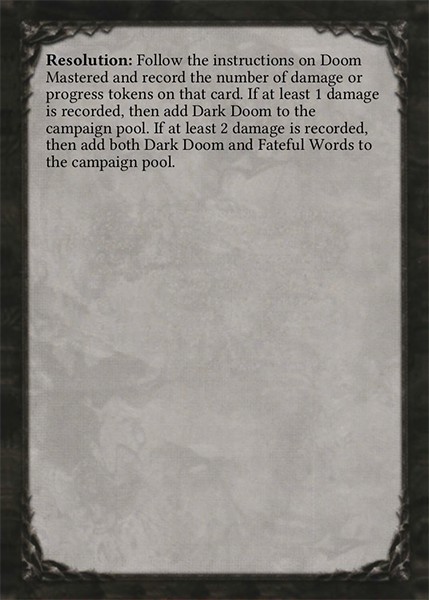 Resolution: Follow the instructions on Doom
Mastered and record the number of damage or
progress tokens on that card. If at least 1 damage
is recorded, then add Dark Doom to the
campaign pool. If at least 2 damage is recorded,
then add both Dark Doom and Fateful Words to
the campaign pool.